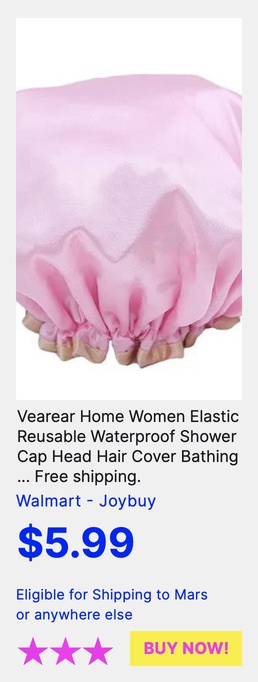 Vearear Home Women Elastic
Reusable Waterproof Shower
Cap Head Hair Cover Bathing
... Free shipping.
Walmart - Joybuy
$5.99
Eligible for Shipping to Mars
or anywhere else
BUY NOW!